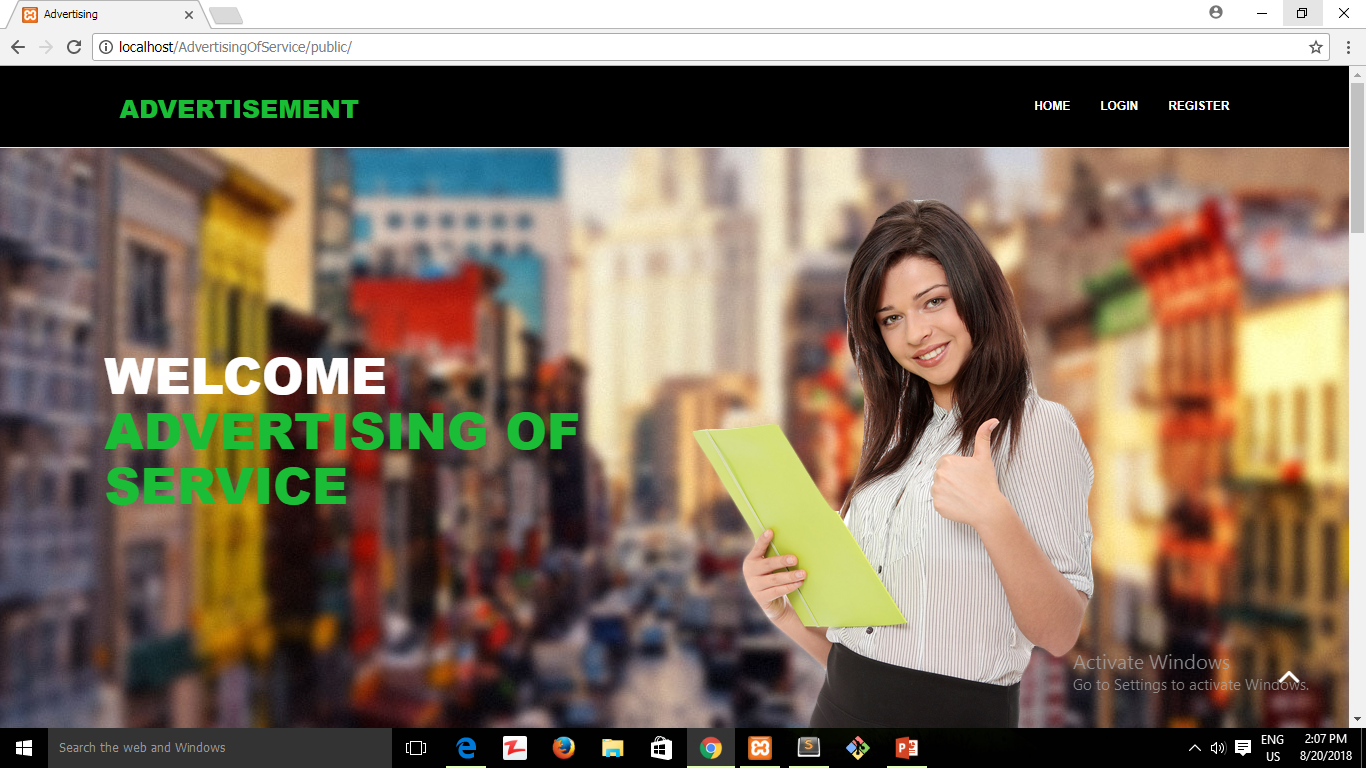 Advertising
localhost/AdvertisingOfService/public/
ADVERTISEMENT
HOME LOGIN REGISTER
WELCOME
ADVERTISING OF
SERVICE
Activate Windows
Go to Settings to activate Windows.
Search the web and Windows
ENG
US
2:07 PM
8/20/2018